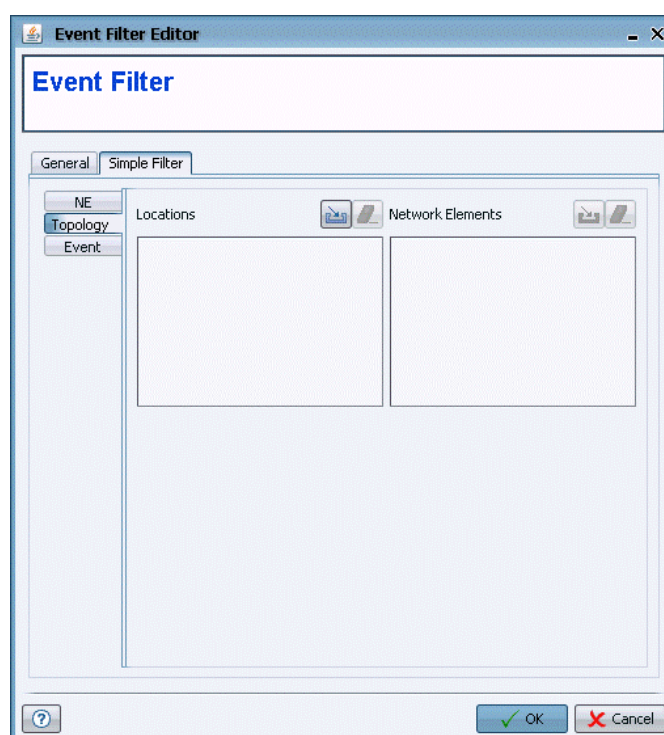 Event Filter Editor
Event Filter
General Simple Filter
NE
Topology
Event
Locations
Network Elements
?
OK
Cancel